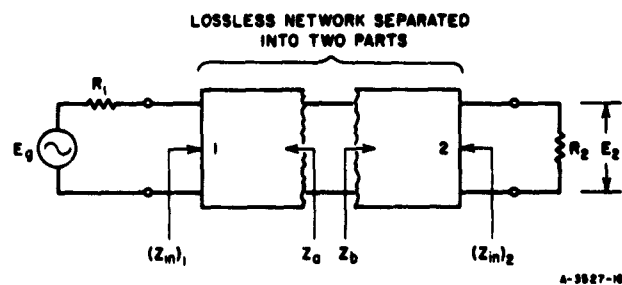 LOSSLESS NETWORK SEPARATED
INTO TWO PARTS
R1
Eg
1
2
R2
E2
(Zin)1
Za
Zb
(Zin)2
A-3527-18